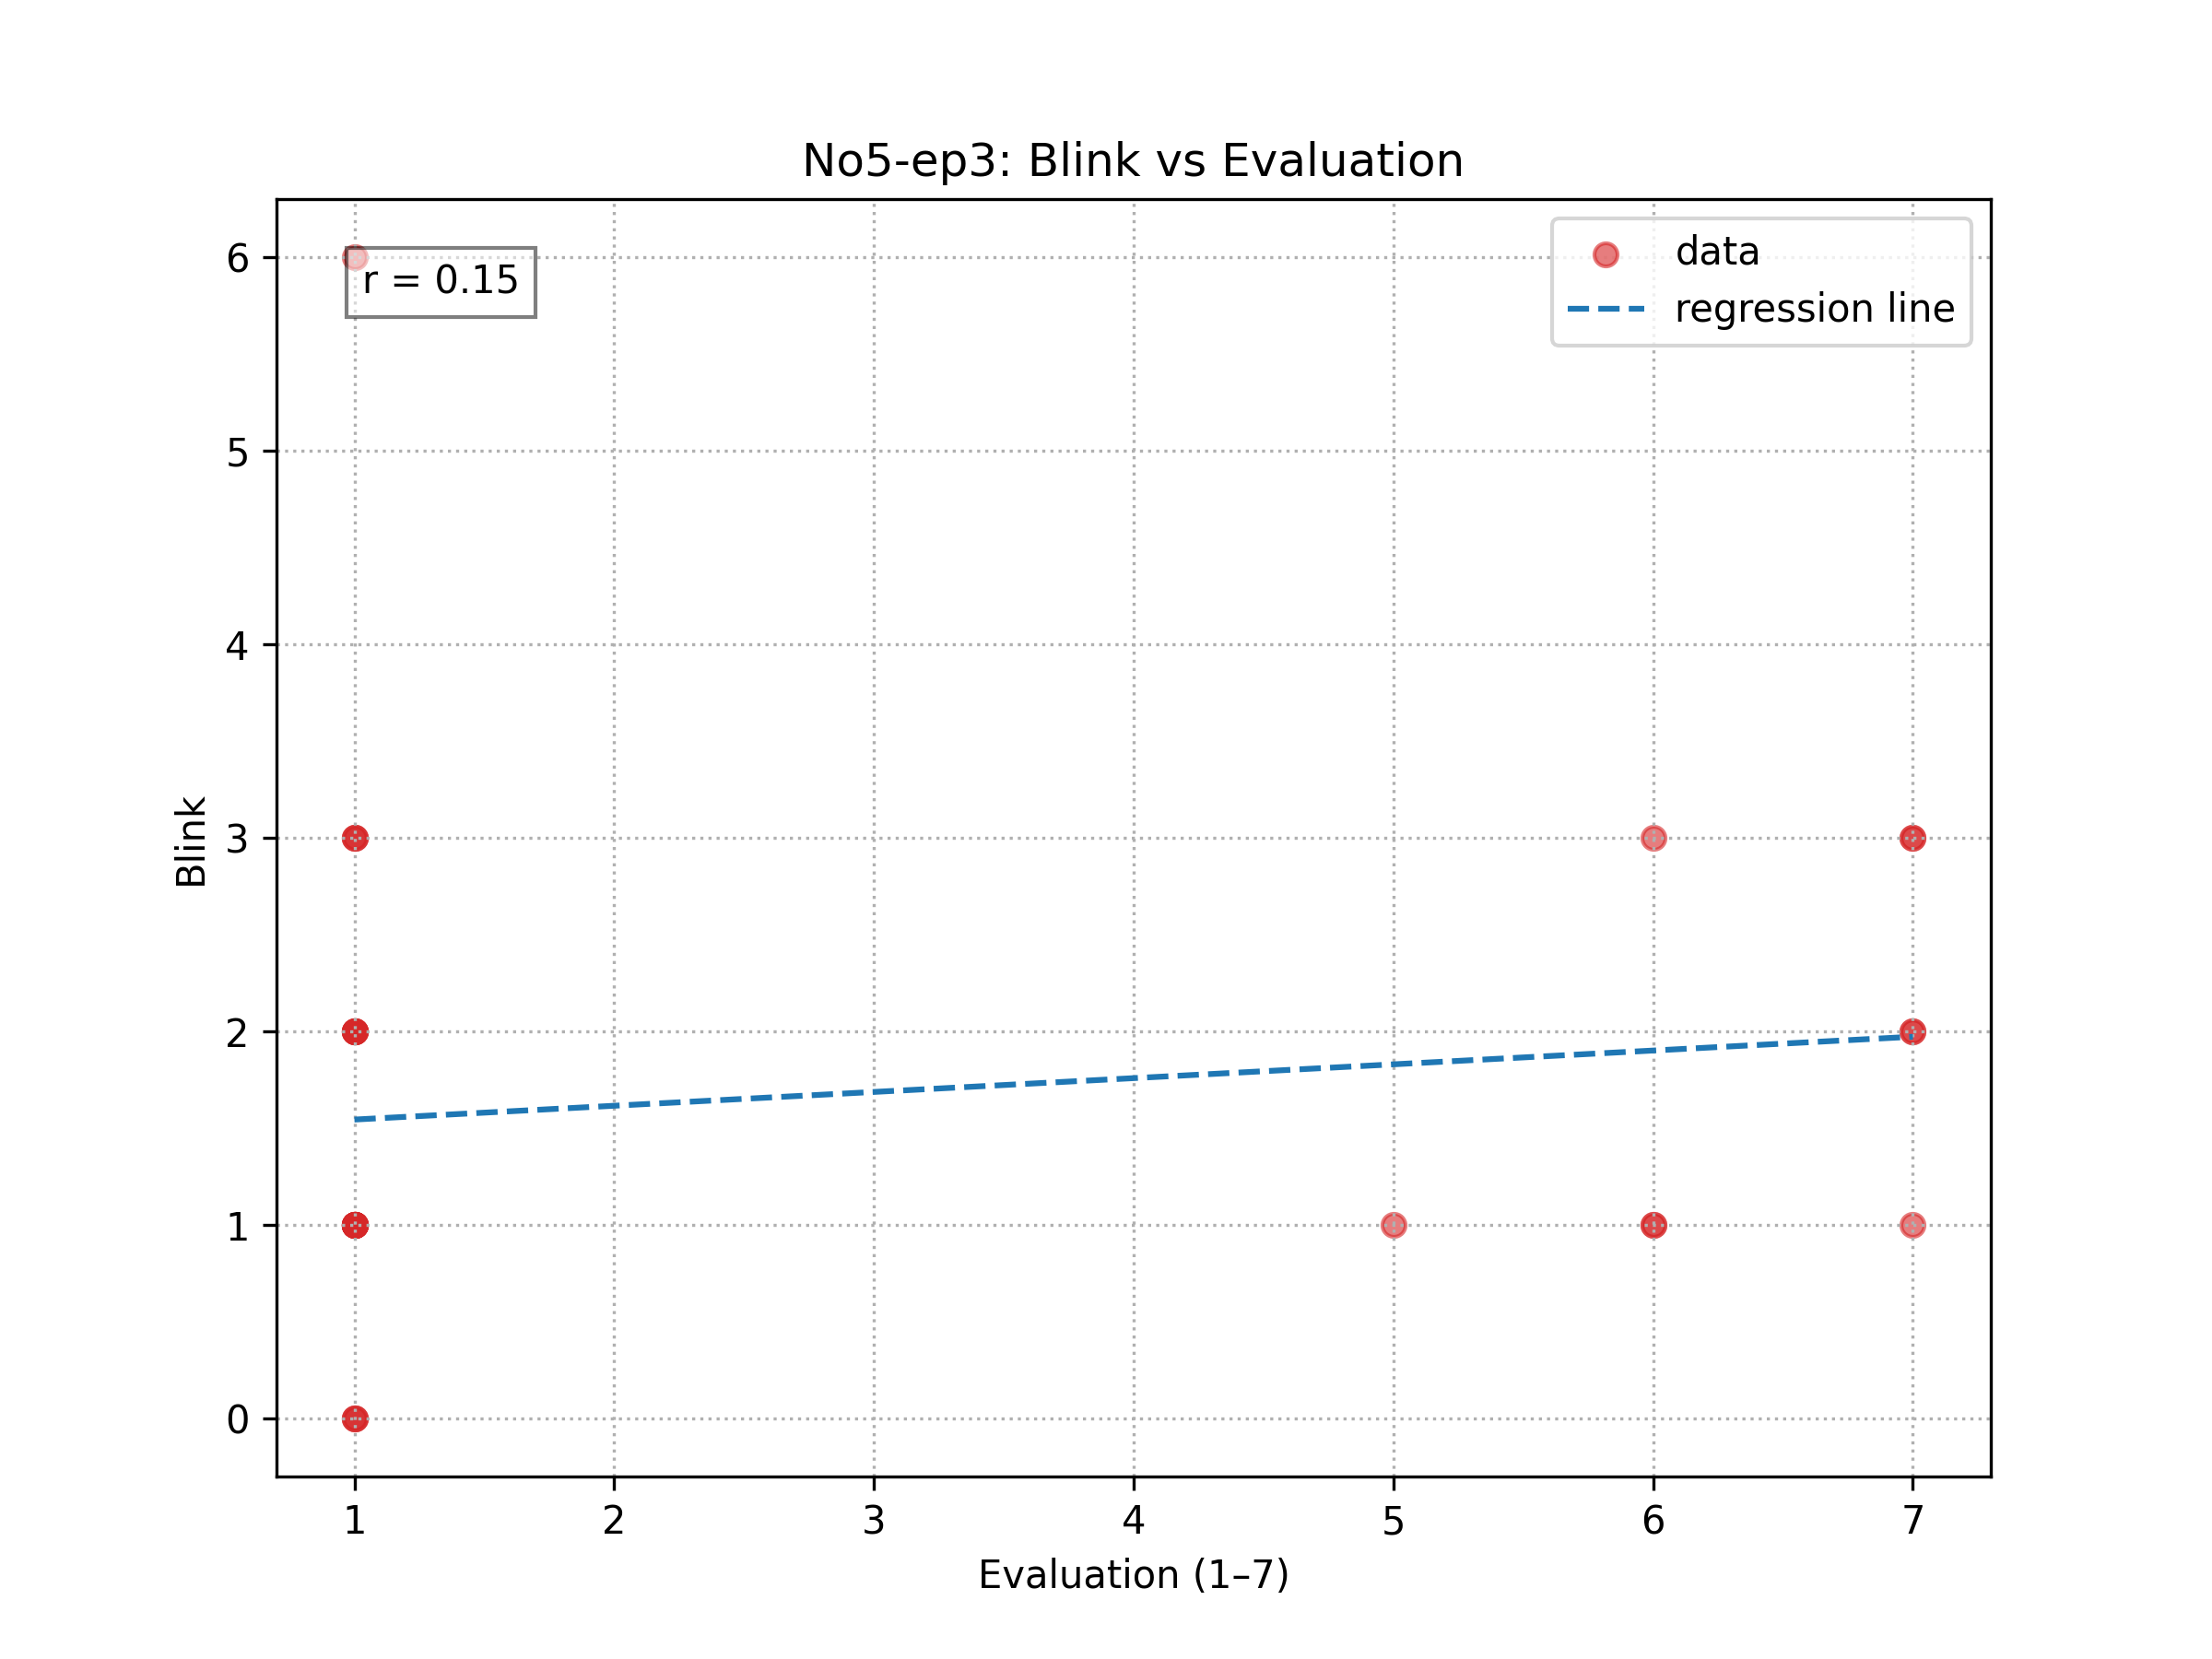 No5-ep3: Blink vs Evaluation
r = 0.15
data
regression line
6
5
4
3
2
1
0
Blink
1 2 3 4 5 6 7
Evaluation (1–7)